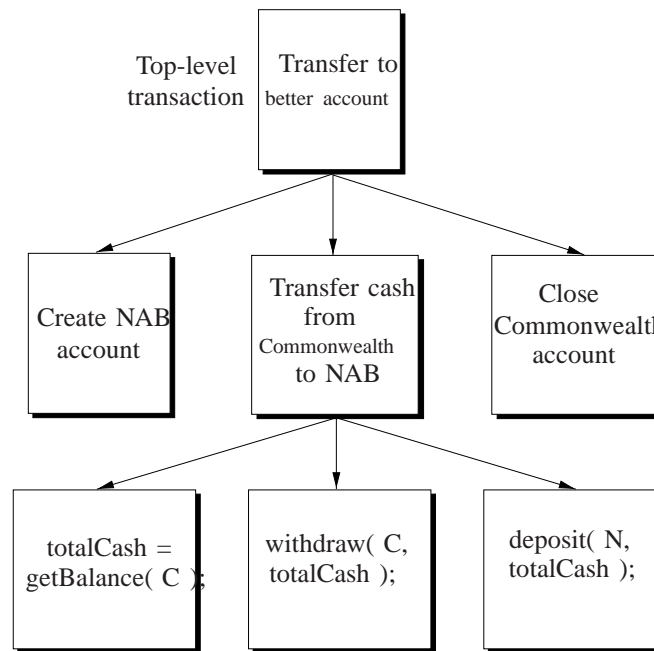 Top-level
transaction
Transfer to
better account
Create NAB
account
Transfer cash
from
Commonwealth
to NAB
Close
Commonwealth
account
totalCash =
getBalance( C );
withdraw( C,
totalCash );
deposit( N,
totalCash );